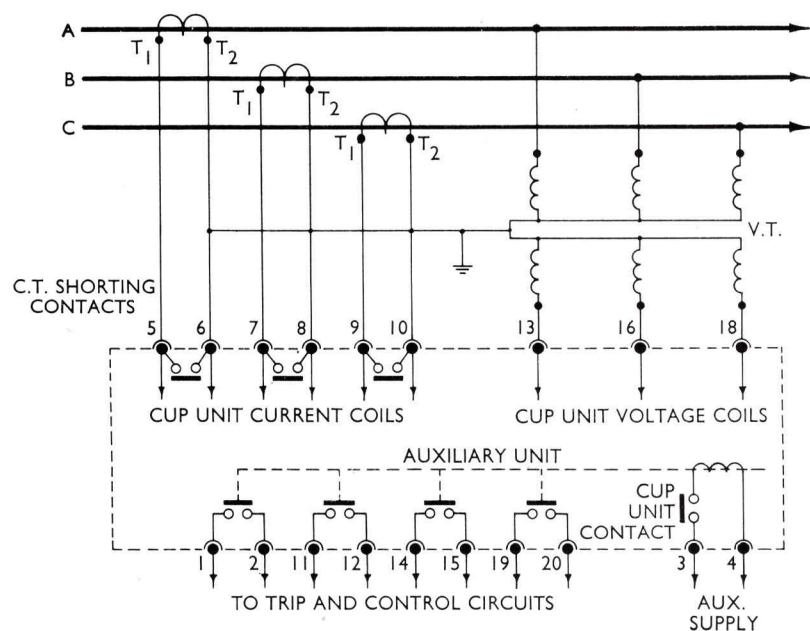 A
T1 T2
B
T1 T2
C
T1 T2
V.T.
C.T. SHORTING
CONTACTS
5 6 7 8 9 10 13 16 18
CUP UNIT CURRENT COILS
CUP UNIT VOLTAGE COILS
AUXILIARY UNIT
CUP
UNIT
CONTACT
1 2 11 12 14 15 19 20 3 4
TO TRIP AND CONTROL CIRCUITS
AUX.
SUPPLY